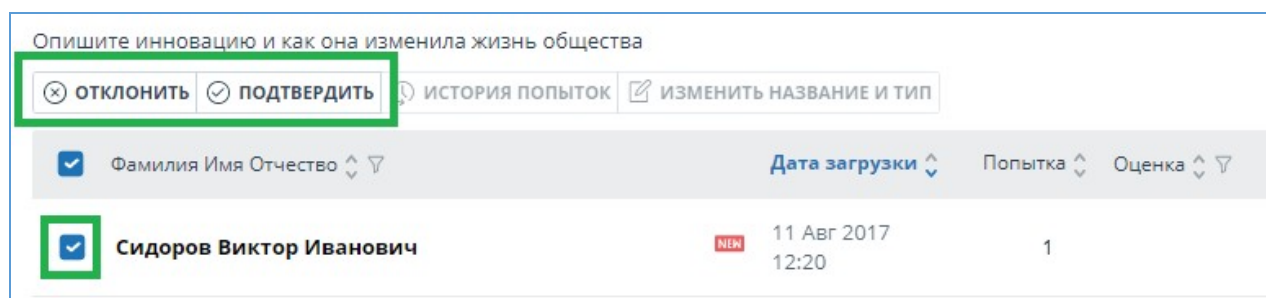 Опишите инновацию и как она изменила жизнь общества
ОТКЛОНИТЬ ПОДТВЕРДИТЬ ИСТОРИЯ ПОПЫТОК ИЗМЕНИТЬ НАЗВАНИЕ И ТИП
Фамилия Имя Отчество Дата загрузки Попытка Оценка
Сидоров Виктор Иванович NEW 11 Авг 2017 1
12:20